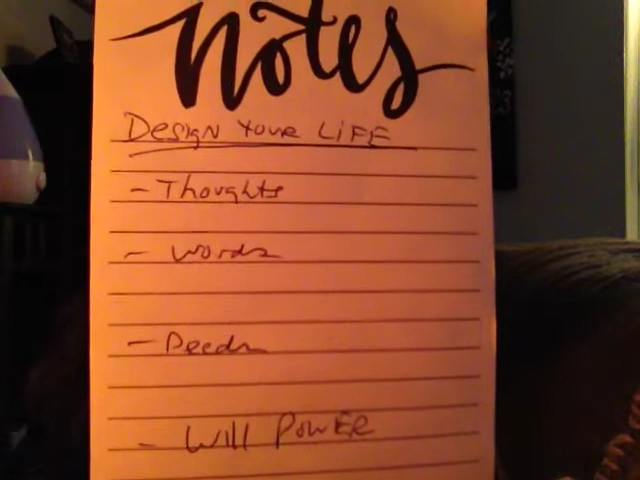 notes
Design Your Life
- Thoughts
- Words
- Deeds
- Will Power